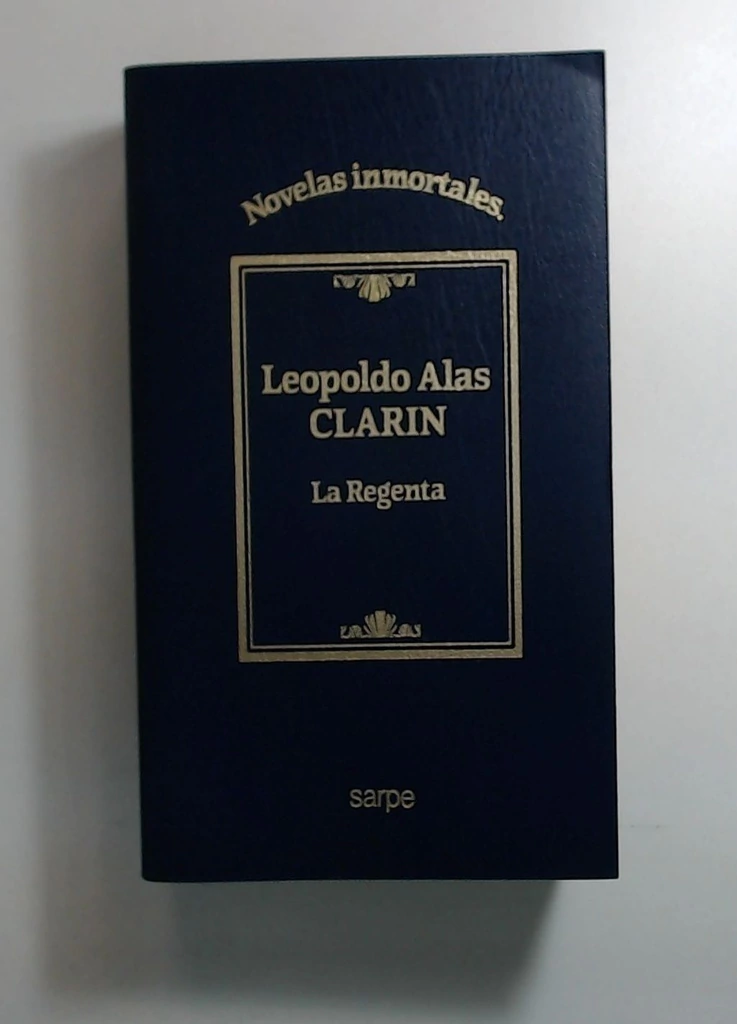 Novelas inmortales.
Leopoldo Alas
CLARIN
La Regenta
sarpe